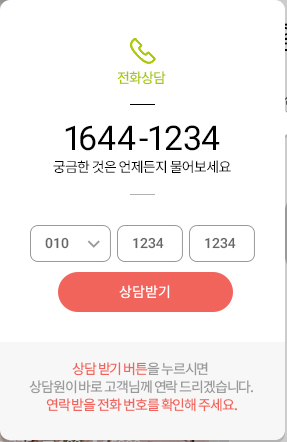 전화상담
1644-1234
궁금한 것은 언제든지 물어보세요
010 1234 1234
상담받기
상담 받기 버튼을 누르시면
상담원이 바로 고객님께 연락 드리겠습니다.
연락 받을 전화 번호를 확인해 주세요.